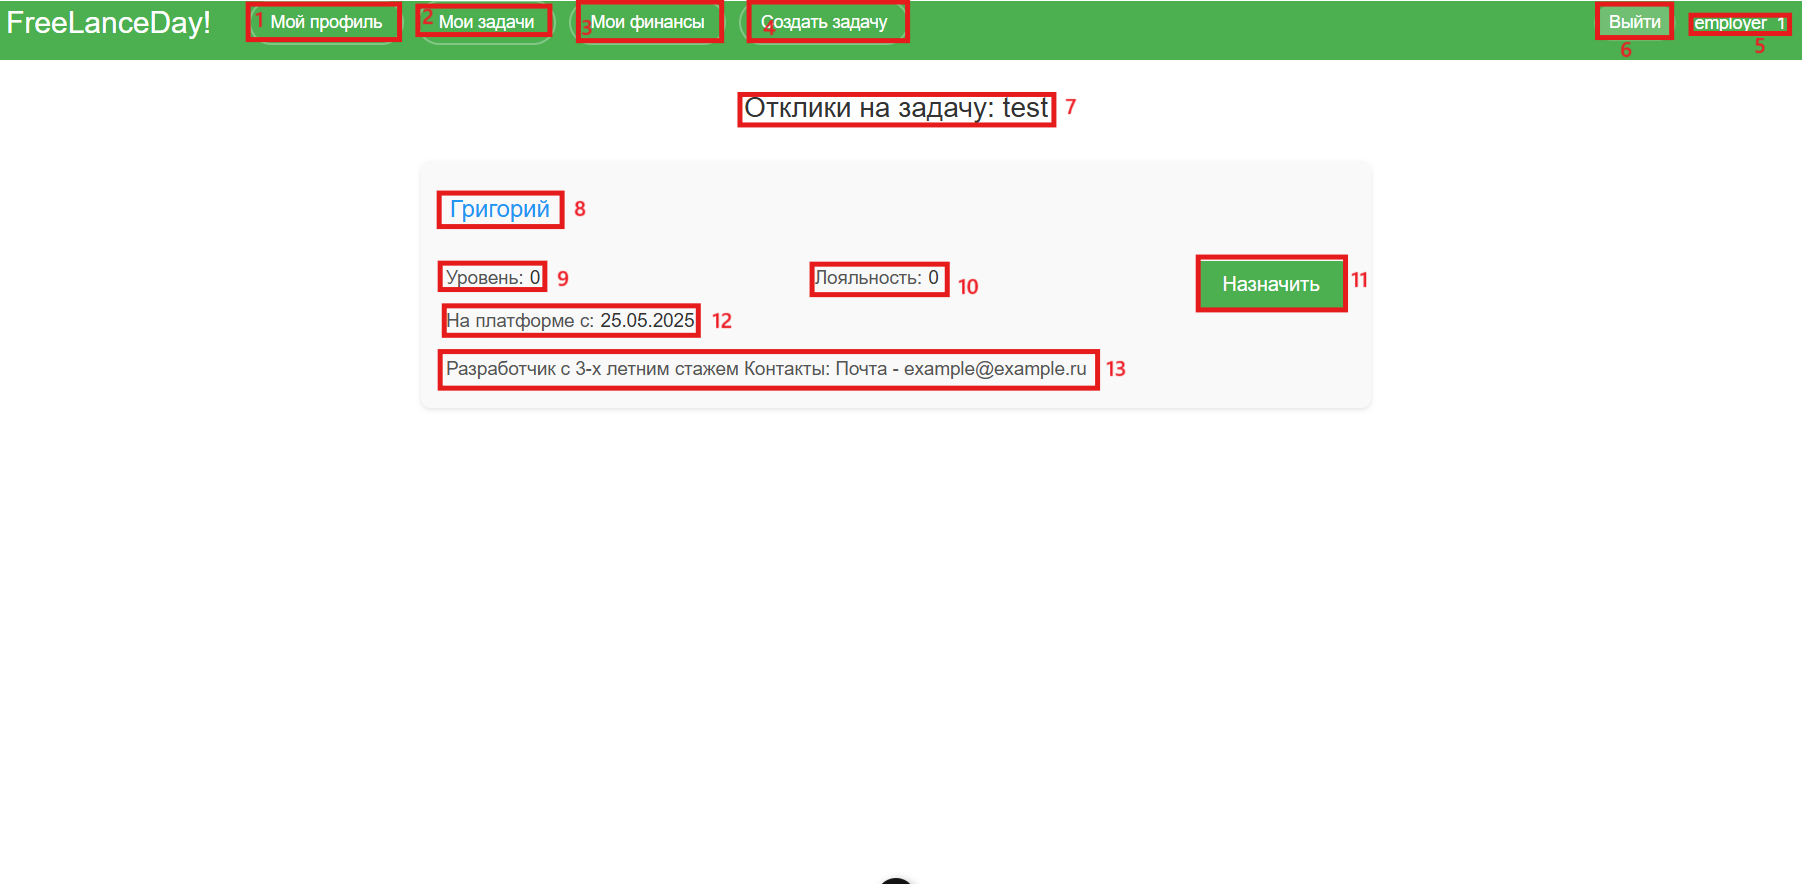 FreeLanceDay! 1 Мой профиль 2 Мои задачи 3 Мои финансы 4 Создать задачу Выйти employer_1
6 5
Отклики на задачу: test 7
Григорий 8
Уровень: 0 9 Лояльность: 0 10 Назначить 11
На платформе с: 25.05.2025 12
Разработчик с 3-х летним стажем Контакты: Почта - example@example.ru 13